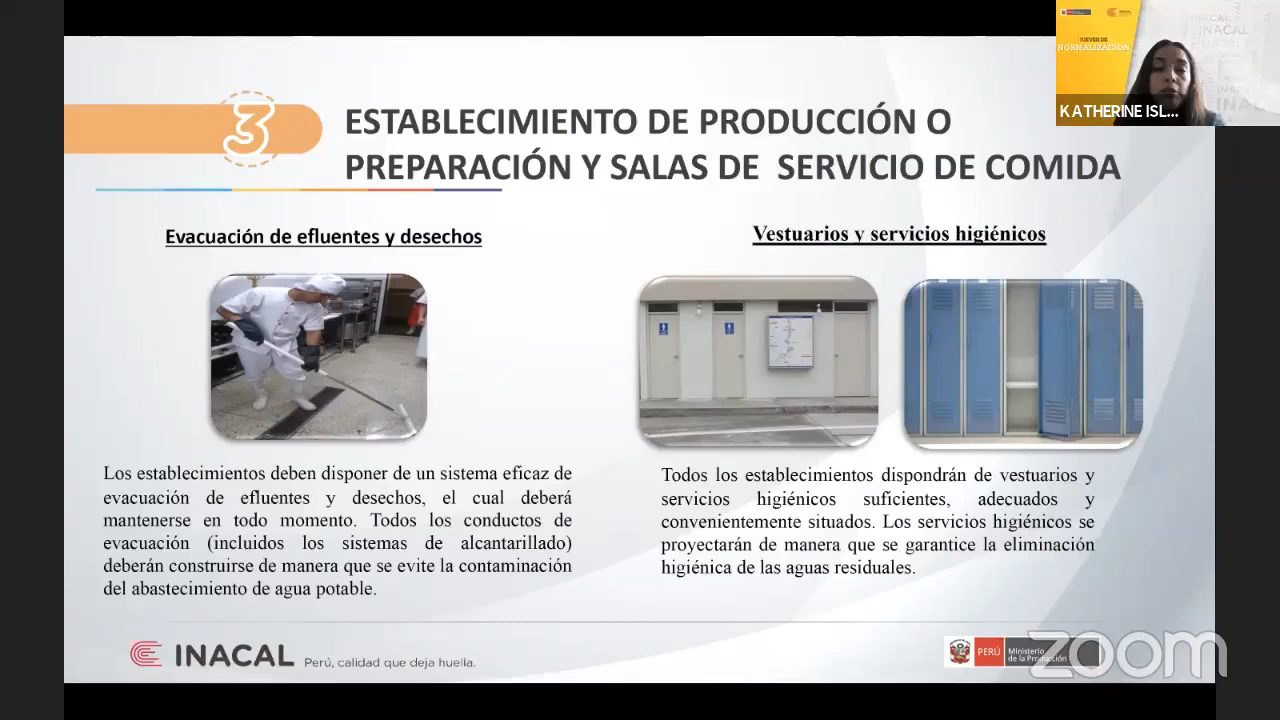 3
ESTABLECIMIENTO DE PRODUCCIÓN O
PREPARACIÓN Y SALAS DE SERVICIO DE COMIDA
Evacuación de efluentes y desechos
Los establecimientos deben disponer de un sistema eficaz de
evacuación de efluentes y desechos, el cual deberá
mantenerse en todo momento. Todos los conductos de
evacuación (incluidos los sistemas de alcantarillado)
deberán construirse de manera que se evite la contaminación
del abastecimiento de agua potable.
Vestuarios y servicios higiénicos
Todos los establecimientos dispondrán de vestuarios y
servicios higiénicos suficientes, adecuados y
convenientemente situados. Los servicios higiénicos se
proyectarán de manera que se garantice la eliminación
higiénica de las aguas residuales.
INACAL Perú, calidad que deja huella.
PERÚ
Ministerio
de la Producción
zoom
JUEVES DE
NORMALIZACIÓN
INACAL
INACAL
KATHERINE ISL...